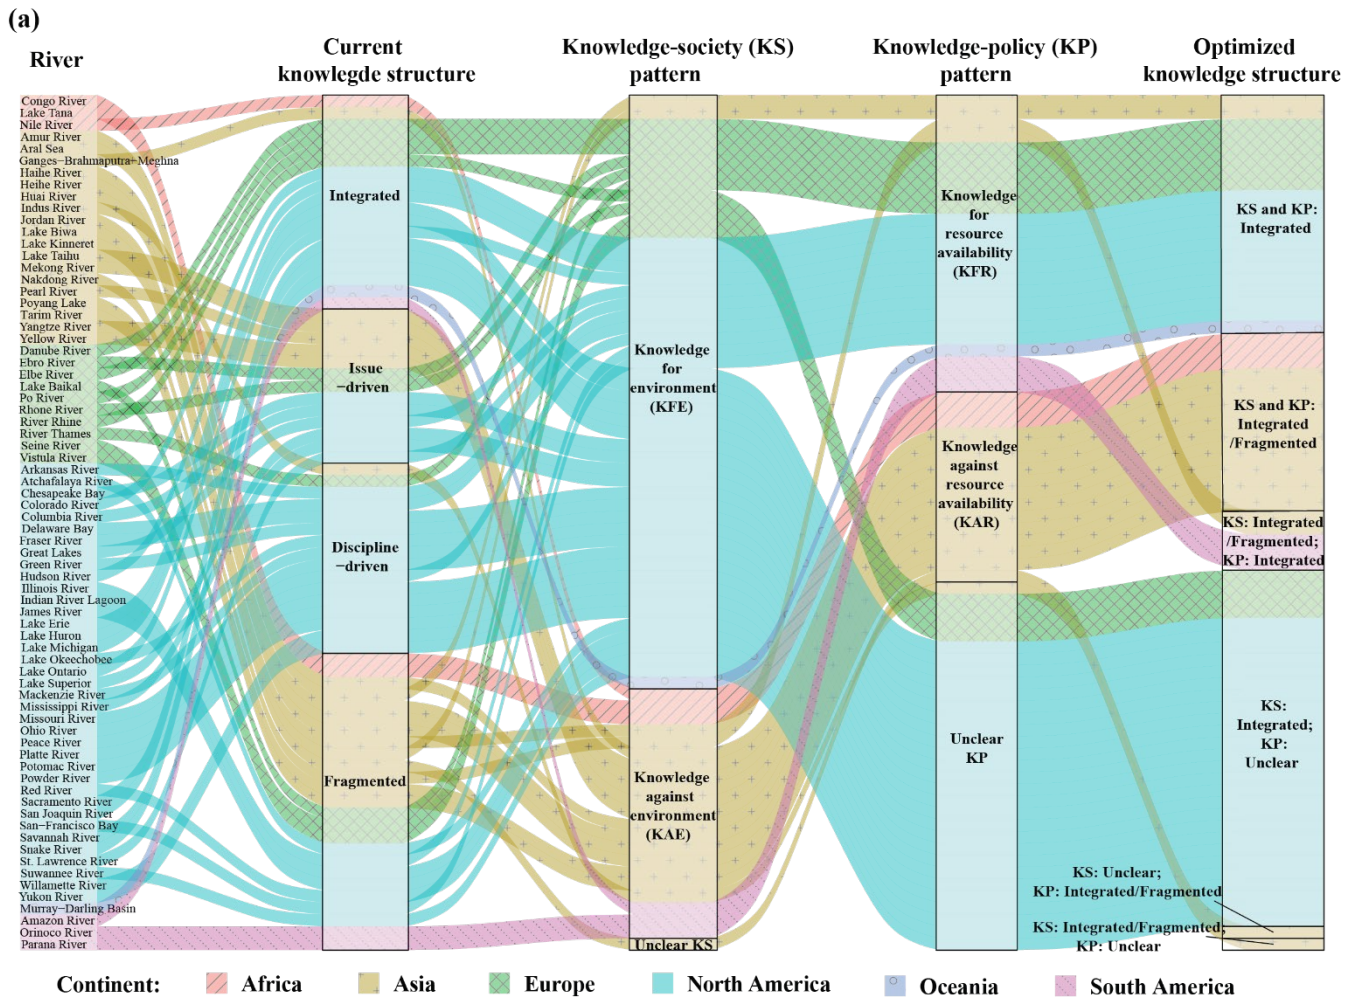 (a)
River
Current
knowlegde structure
Knowledge-society (KS)
pattern
Knowledge-policy (KP)
pattern
Optimized
knowledge structure
Congo River
Lake Tana
Nile River
Amur River
Aral Sea
Ganges−Brahmaputra−Meghna
Haihe River
Heihe River
Huai River
Indus River
Jordan River
Lake Biwa
Lake Kinneret
Lake Taihu
Mekong River
Nakdong River
Pearl River
Poyang Lake
Tarim River
Yangtze River
Yellow River
Danube River
Ebro River
Elbe River
Lake Baikal
Po River
Rhone River
River Rhine
River Thames
Seine River
Vistula River
Arkansas River
Atchafalaya River
Chesapeake Bay
Colorado River
Columbia River
Delaware Bay
Fraser River
Great Lakes
Green River
Hudson River
Illinois River
Indian River Lagoon
James River
Lake Erie
Lake Huron
Lake Michigan
Lake Okeechobee
Lake Ontario
Lake Superior
Mackenzie River
Mississippi River
Missouri River
Ohio River
Peace River
Platte River
Potomac River
Powder River
Red River
Sacramento River
San Joaquin River
San−Francisco Bay
Savannah River
Snake River
St. Lawrence River
Suwannee River
Willamette River
Yukon River
Murray−Darling Basin
Amazon River
Orinoco River
Parana River
Integrated
Issue
−driven
Discipline
−driven
Fragmented
Knowledge
for
environment
(KFE)
Knowledge
against
environment
(KAE)
Unclear KS
Knowledge
for
resource
availability
(KFR)
Knowledge
against
resource
availability
(KAR)
Unclear
KP
KS and KP:
Integrated
KS and KP:
Integrated
/Fragmented
KS: Integrated
/Fragmented;
KP: Integrated
KS:
Integrated;
KP:
Unclear
KS: Unclear;
KP: Integrated/Fragmented
KS: Integrated/Fragmented;
KP: Unclear
Continent:
Africa
Asia
Europe
North America
Oceania
South America